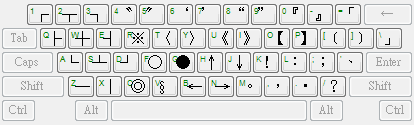 1 ┌ 2 ┬ 3 ┐ 4 〝 5 〞 6 ‘ 7 ’ 8 “ 9 ” 0 『 - 』 = 「 ←
Tab Q ├ W ┼ E ┤ R ※ T 〈 Y 〉 U 《 I 》 O 【 P 】 [ 〔 ] 〕 \ 」
Caps A └ S ┴ D ┘ F ○ G ● H ↑ J ↓ K ! L : ; ; ' 、 Enter
Shift Z ─ X │ C ◎ V § B ← N → M 。 , . / ? Shift
Ctrl Alt Alt Ctrl